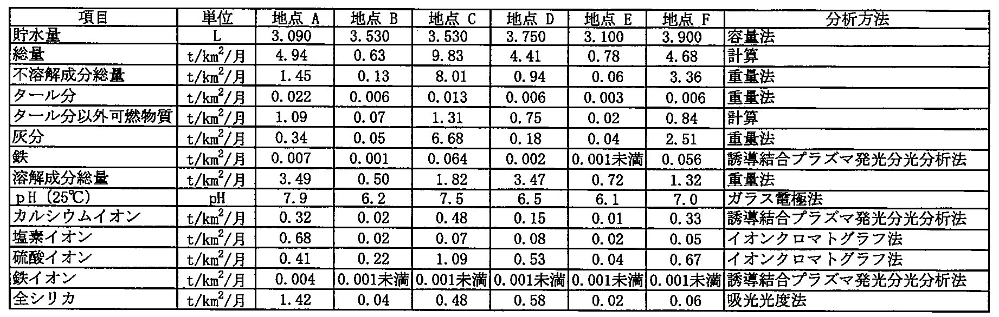 項目 単位 地点 A 地点 B 地点 C 地点 D 地点 E 地点 F 分析方法
貯水量 L 3.090 3.530 3.530 3.750 3.100 3.900 容量法
総量 t/km²/月 4.94 0.63 9.83 4.41 0.78 4.68 計算
不溶解成分総量 t/km²/月 1.45 0.13 8.01 0.94 0.06 3.36 重量法
タール分 t/km²/月 0.022 0.006 0.013 0.006 0.003 0.006 重量法
タール分以外可燃物質 t/km²/月 1.09 0.07 1.31 0.75 0.02 0.84 計算
灰分 t/km²/月 0.34 0.05 6.68 0.18 0.04 2.51 重量法
鉄 t/km²/月 0.007 0.001 0.064 0.002 0.001未満 0.056 誘導結合プラズマ発光分光分析法
溶解成分総量 t/km²/月 3.49 0.50 1.82 3.47 0.72 1.32 重量法
pH (25℃) pH 7.9 6.2 7.5 6.5 6.1 7.0 ガラス電極法
カルシウムイオン t/km²/月 0.32 0.02 0.48 0.15 0.01 0.33 誘導結合プラズマ発光分光分析法
塩素イオン t/km²/月 0.68 0.02 0.07 0.08 0.02 0.05 イオンクロマトグラフ法
硫酸イオン t/km²/月 0.41 0.22 1.09 0.53 0.04 0.67 イオンクロマトグラフ法
鉄イオン t/km²/月 0.004 0.001未満 0.001未満 0.001未満 0.001未満 0.001未満 誘導結合プラズマ発光分光分析法
全シリカ t/km²/月 1.42 0.04 0.48 0.58 0.02 0.06 吸光光度法